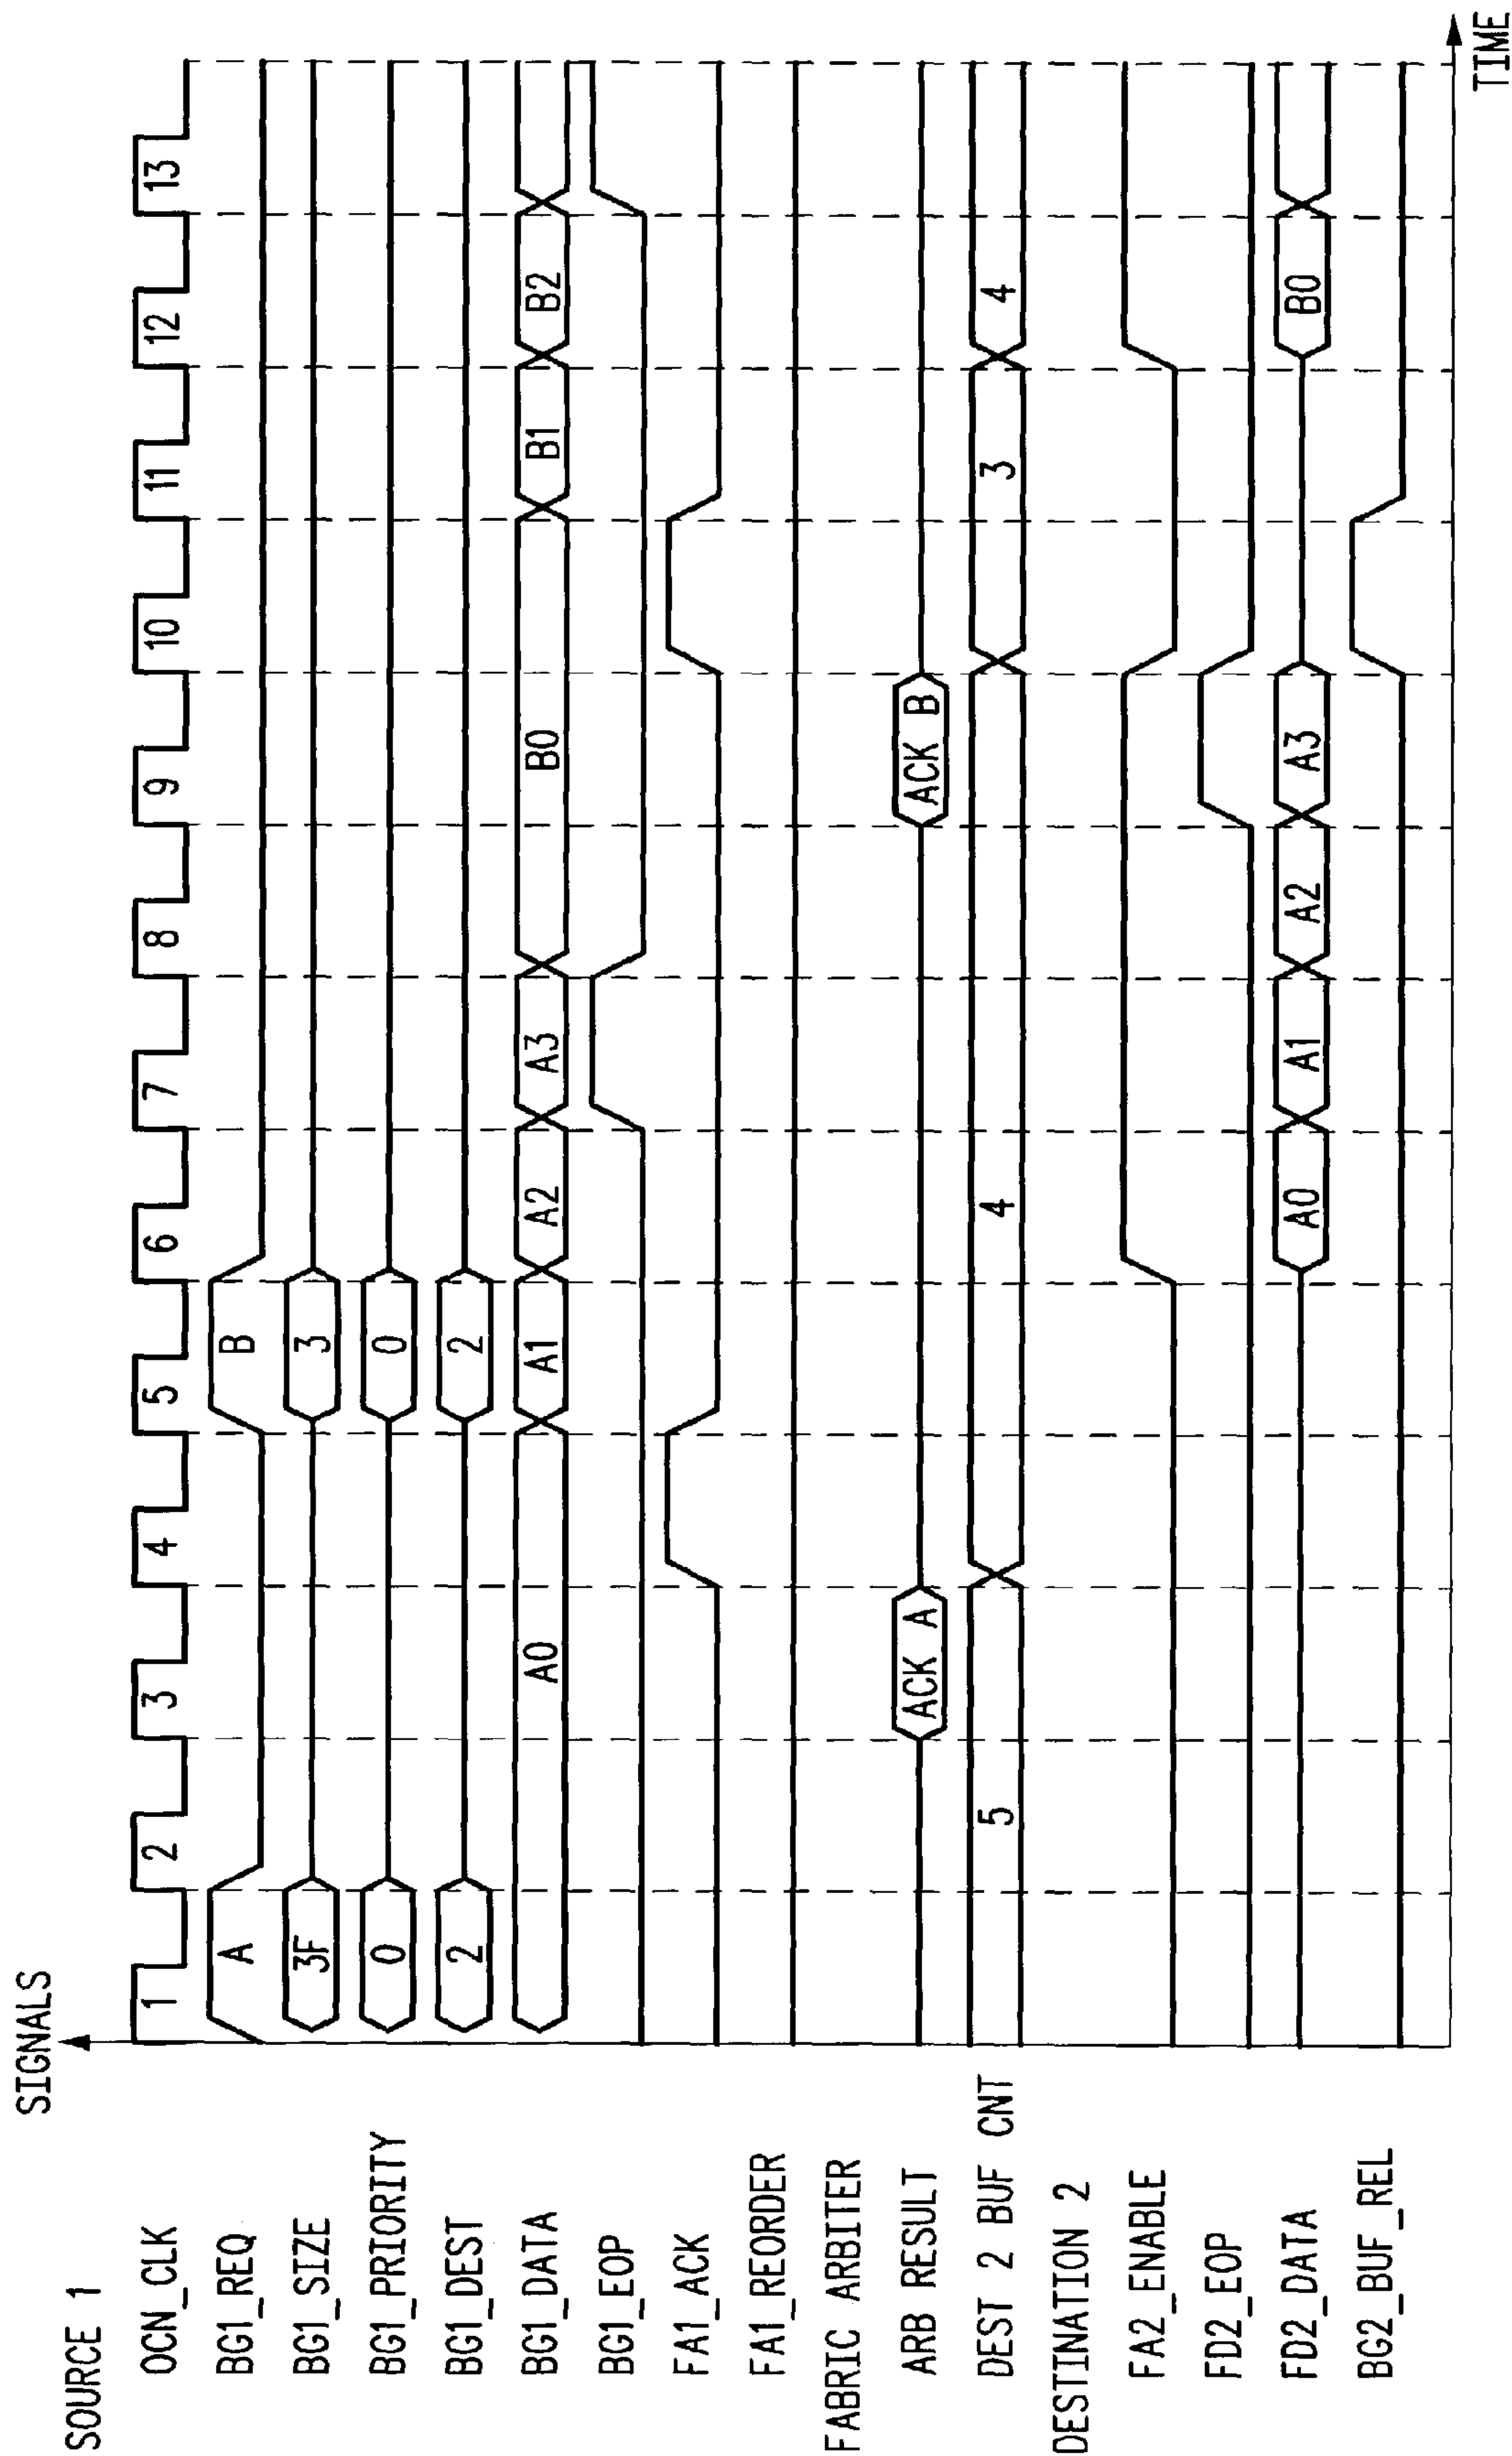 SIGNALS
SOURCE 1
OCN_CLK 1 2 3 4 5 6 7 8 9 10 11 12 13
BG1_REQ A B
BG1_SIZE 3F 3
BG1_PRIORITY 0 0
BG1_DEST 2 2
BG1_DATA A0 A1 A2 A3 B0 B1 B2
BG1_EOP
FA1_ACK
FA1_REORDER
FABRIC ARBITER
ARB RESULT ACK A ACK B
DEST 2 BUF CNT 5 4 3 4
DESTINATION 2
FA2_ENABLE
FD2_EOP
FD2_DATA A0 A1 A2 A3 B0
BG2_BUF_REL
TIME